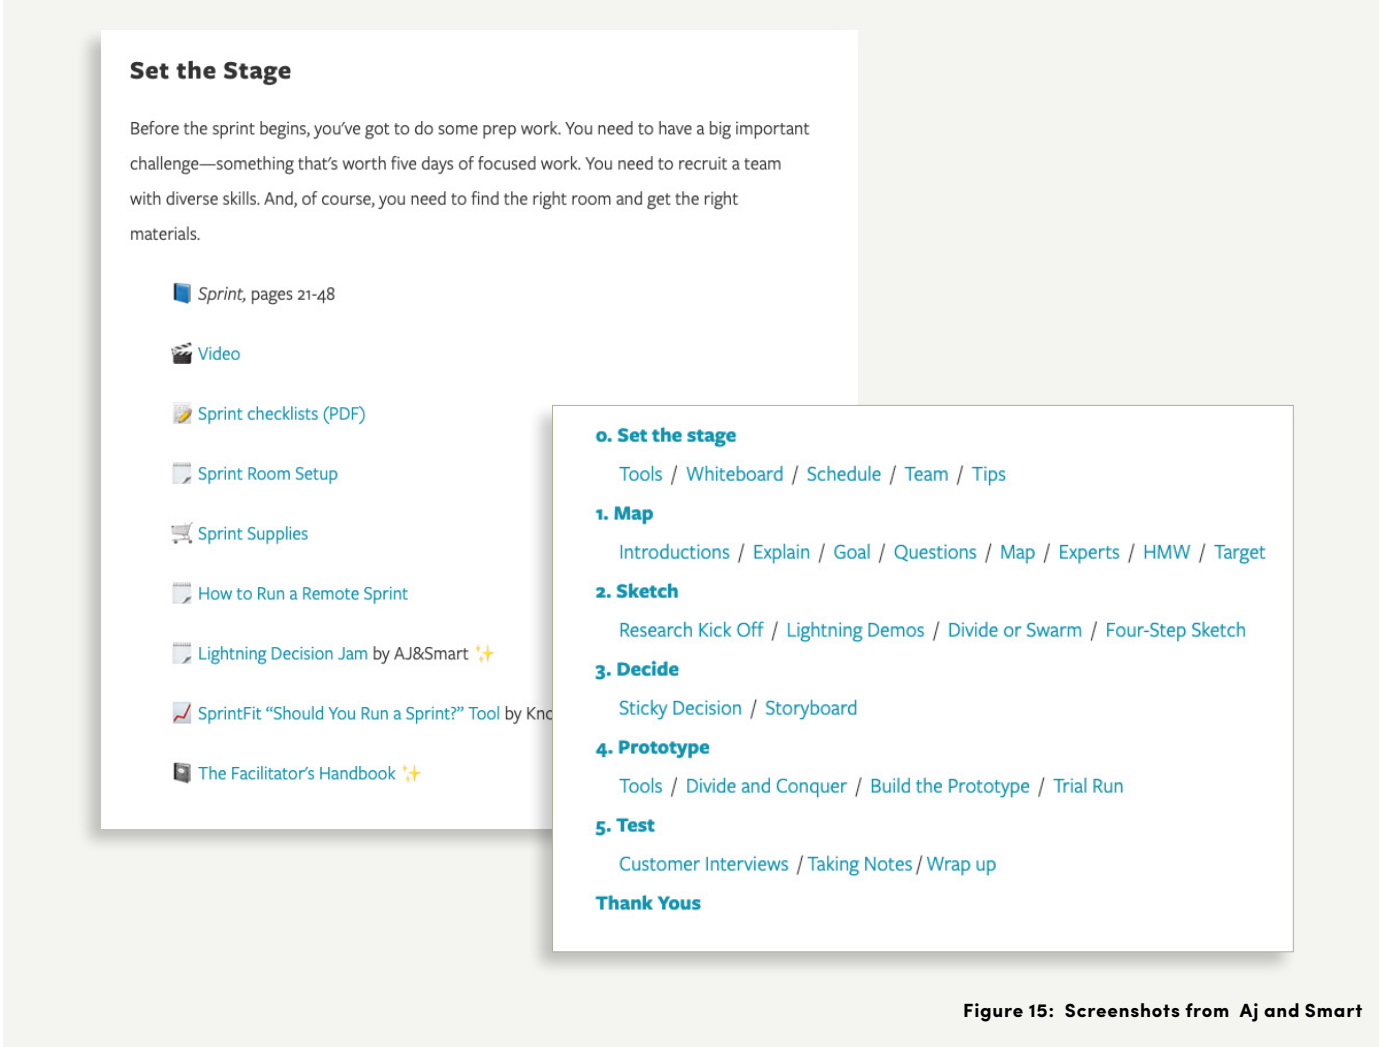 Set the Stage
Before the sprint begins, you've got to do some prep work. You need to have a big important
challenge—something that's worth five days of focused work. You need to recruit a team
with diverse skills. And, of course, you need to find the right room and get the right
materials.
Sprint, pages 21-48
Video
Sprint checklists (PDF)
Sprint Room Setup
Sprint Supplies
How to Run a Remote Sprint
Lightning Decision Jam by AJ&Smart
SprintFit “Should You Run a Sprint?” Tool by
The Facilitator's Handbook
0. Set the stage
Tools / Whiteboard / Schedule / Team / Tips
1. Map
Introductions / Explain / Goal / Questions / Map / Experts / HMW / Target
2. Sketch
Research Kick Off / Lightning Demos / Divide or Swarm / Four-Step Sketch
3. Decide
Sticky Decision / Storyboard
4. Prototype
Tools / Divide and Conquer / Build the Prototype / Trial Run
5. Test
Customer Interviews / Taking Notes / Wrap up
Thank Yous
Figure 15: Screenshots from Aj and Smart